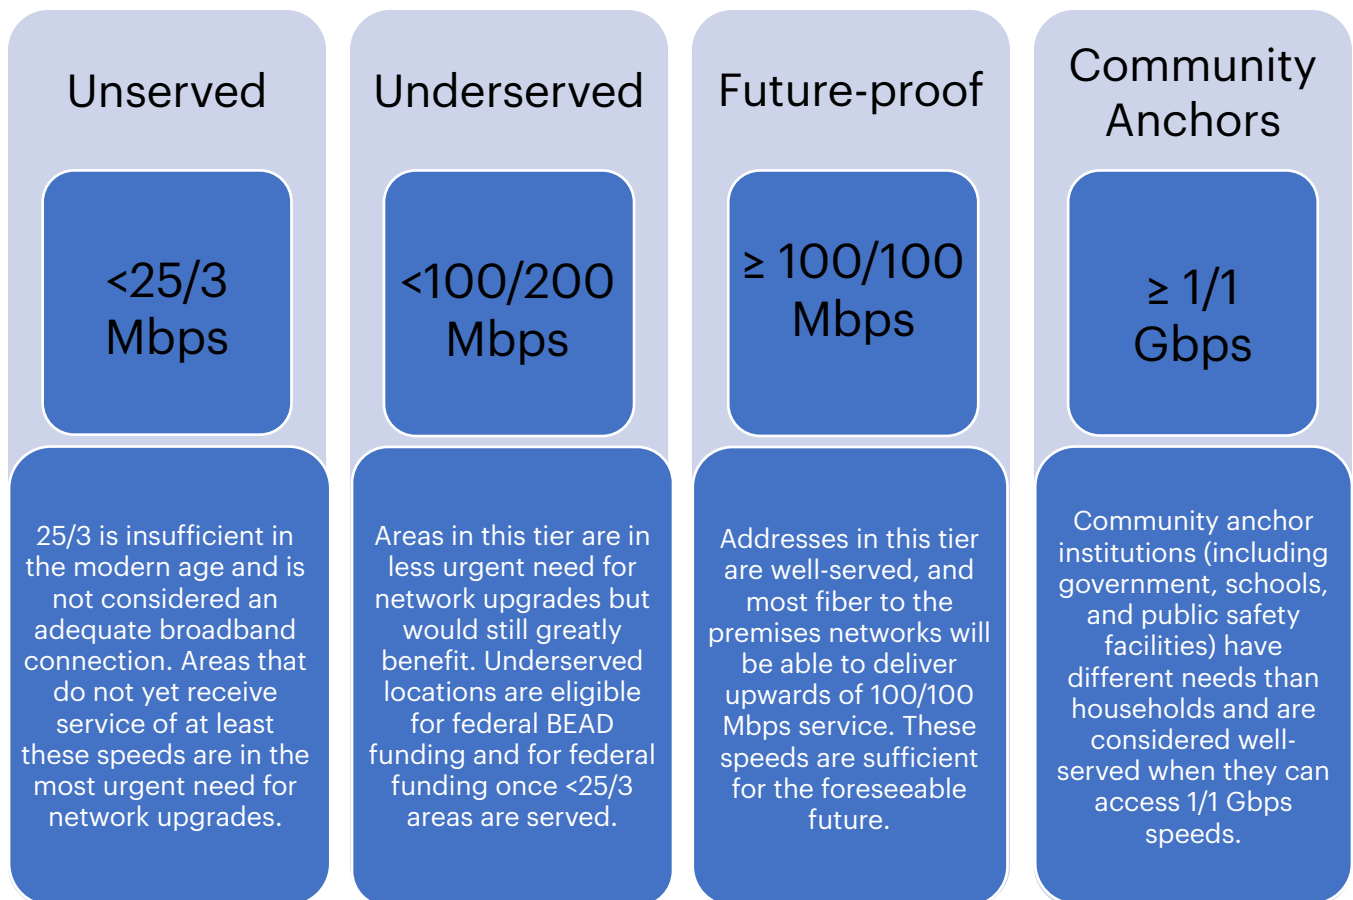 Unserved
<25/3
Mbps
25/3 is insufficient in
the modern age and is
not considered an
adequate broadband
connection. Areas that
do not yet receive
service of at least
these speeds are in the
most urgent need for
network upgrades.
Underserved
<100/200
Mbps
Areas in this tier are in
less urgent need for
network upgrades but
would still greatly
benefit. Underserved
locations are eligible
for federal BEAD
funding and for federal
funding once <25/3
areas are served.
Future-proof
≥ 100/100
Mbps
Addresses in this tier
are well-served, and
most fiber to the
premises networks will
be able to deliver
upwards of 100/100
Mbps service. These
speeds are sufficient
for the foreseeable
future.
Community
Anchors
≥ 1/1
Gbps
Community anchor
institutions (including
government, schools,
and public safety
facilities) have
different needs than
households and are
considered well-
served when they can
access 1/1 Gbps
speeds.